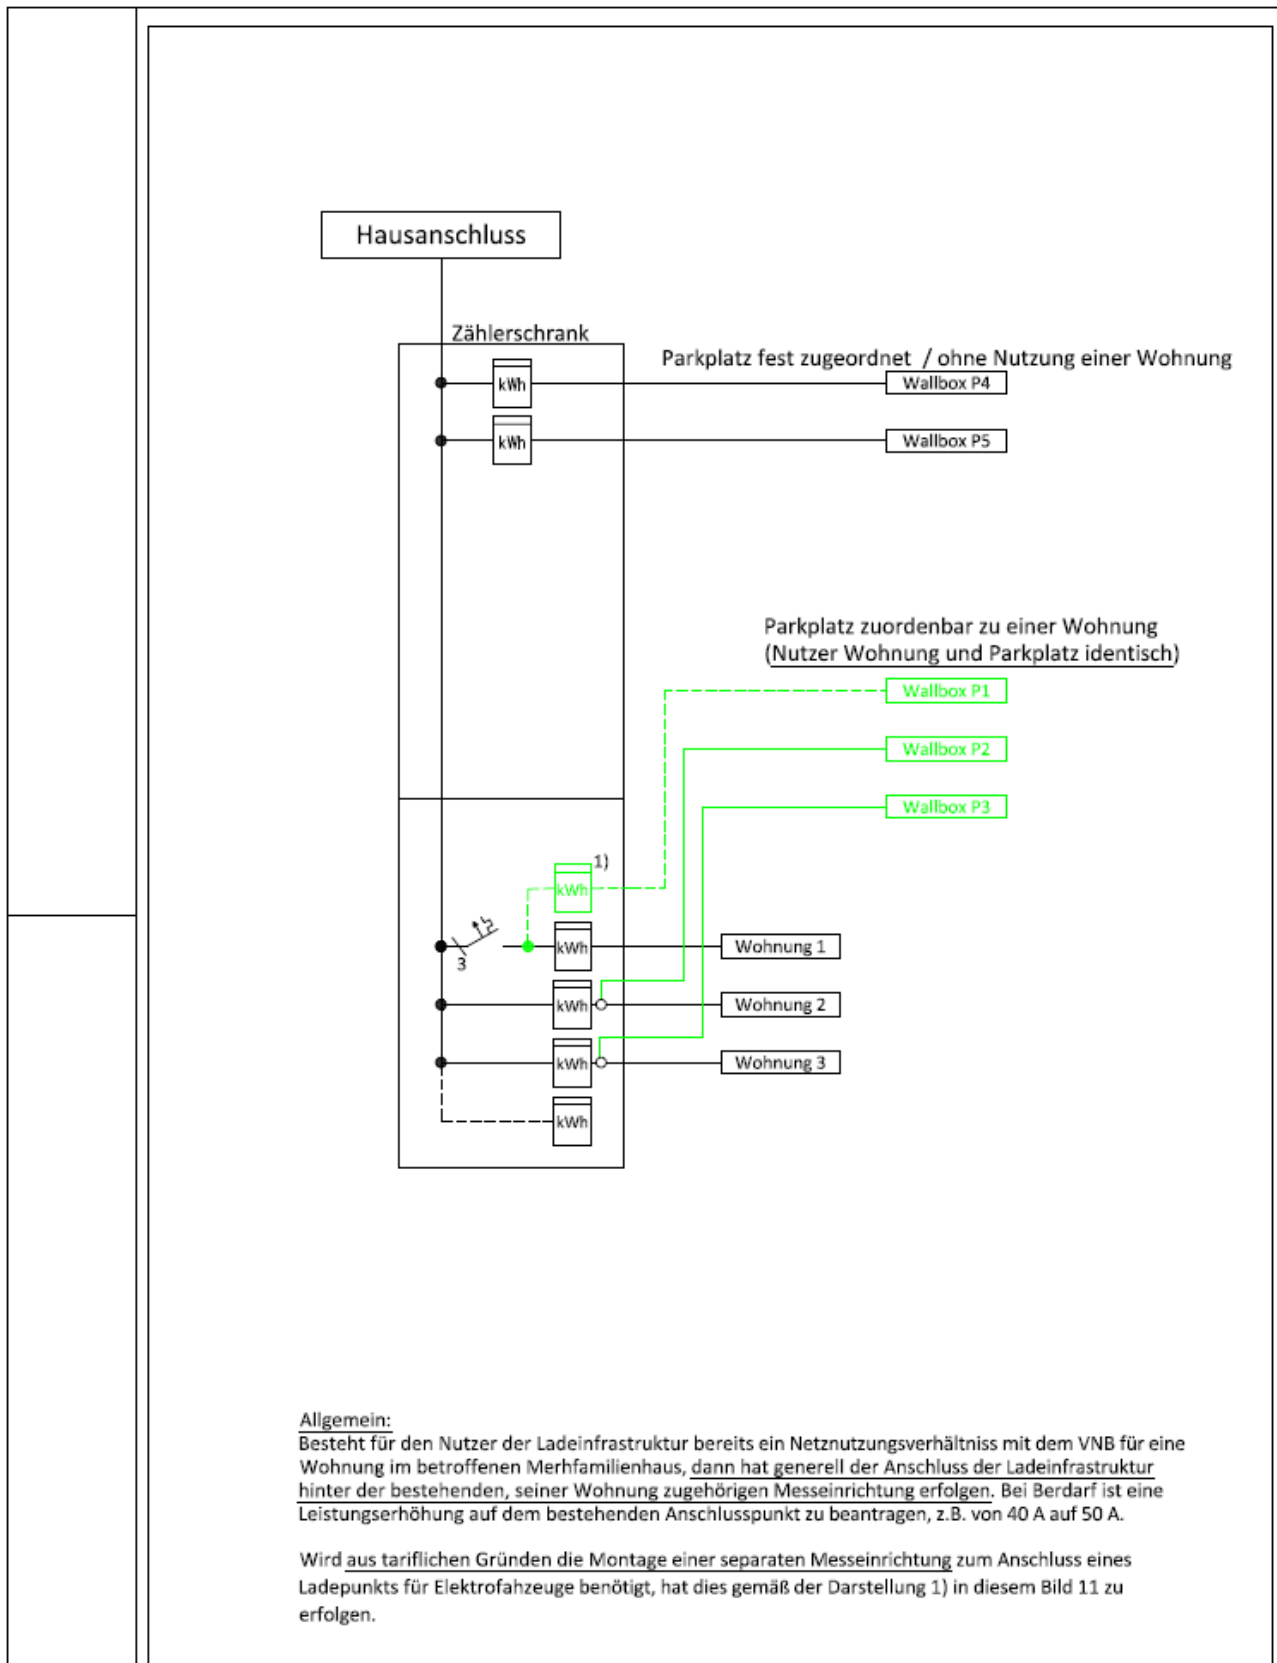 Hausanschluss
Zählerschrank
Parkplatz fest zugeordnet / ohne Nutzung einer Wohnung
kWh
Wallbox P4
kWh
Wallbox P5
Parkplatz zuordenbar zu einer Wohnung
(Nutzer Wohnung und Parkplatz identisch)
Wallbox P1
Wallbox P2
Wallbox P3
1)
kWh
3
kWh
Wohnung 1
kWh
Wohnung 2
kWh
Wohnung 3
kWh
Allgemein:
Besteht für den Nutzer der Ladeinfrastruktur bereits ein Netznutzungsverhältniss mit dem VNB für eine
Wohnung im betroffenen Merhfamilienhaus, dann hat generell der Anschluss der Ladeinfrastruktur
hinter der bestehenden, seiner Wohnung zugehörigen Messeinrichtung erfolgen. Bei Berdarf ist eine
Leistungserhöhung auf dem bestehenden Anschlusspunkt zu beantragen, z.B. von 40 A auf 50 A.
Wird aus tariflichen Gründen die Montage einer separaten Messeinrichtung zum Anschluss eines
Ladepunkts für Elektrofahrzeuge benötigt, hat dies gemäß der Darstellung 1) in diesem Bild 11 zu
erfolgen.